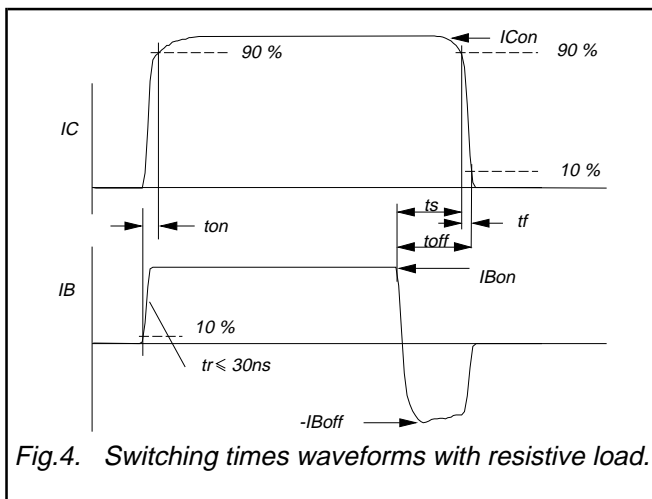 ICon
90 %
90 %
IC
10 %
ts
ton
tf
toff
IB
IBon
10 %
tr ≤ 30ns
-IBoff
Fig.4. Switching times waveforms with resistive load.